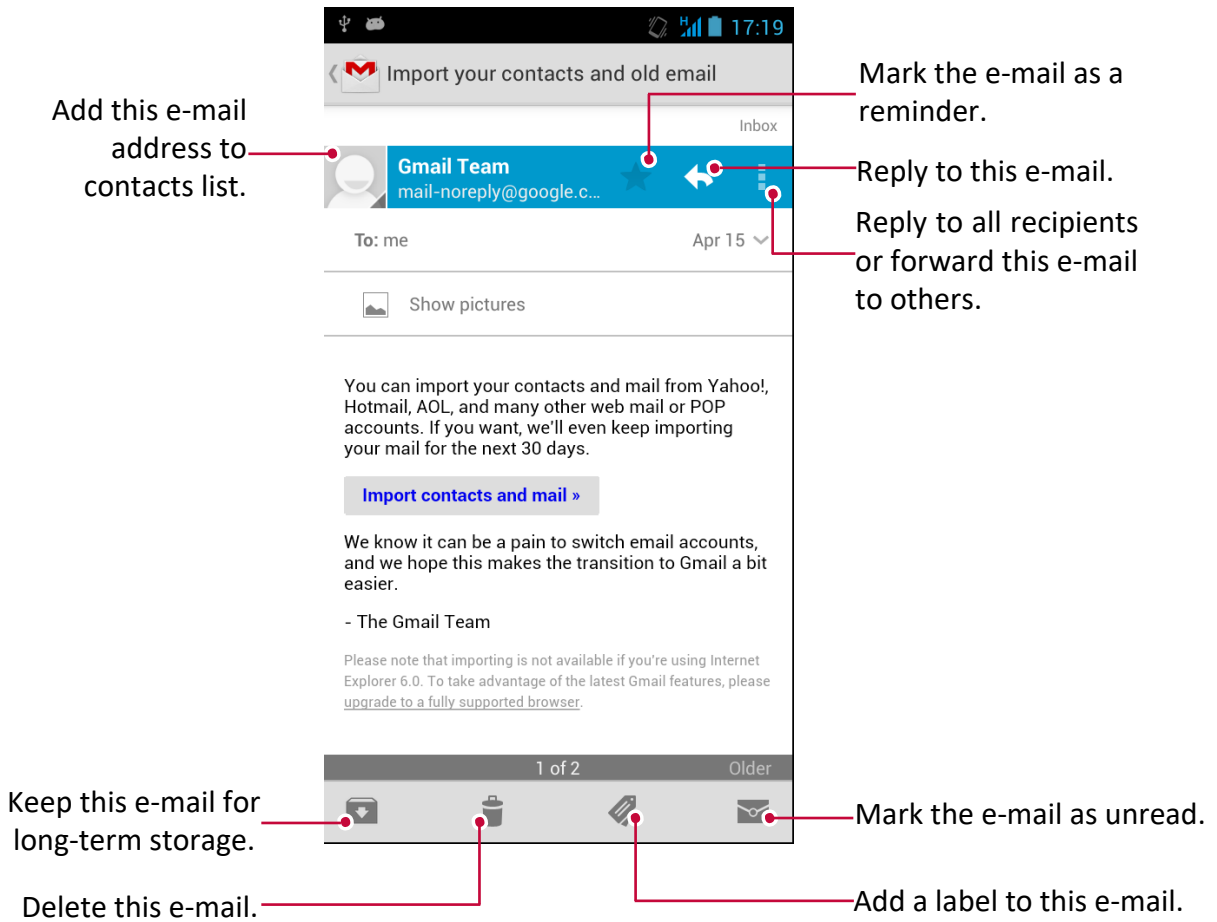 17:19
Import your contacts and old email
Mark the e-mail as a
reminder.
Add this e-mail
address to
contacts list.
Inbox
Gmail Team
mail-noreply@google.c...
Reply to this e-mail.
To: me
Apr 15
Reply to all recipients
or forward this e-mail
to others.
Show pictures
You can import your contacts and mail from Yahoo!,
Hotmail, AOL, and many other web mail or POP
accounts. If you want, we'll even keep importing
your mail for the next 30 days.
Import contacts and mail »
We know it can be a pain to switch email accounts,
and we hope this makes the transition to Gmail a bit
easier.
- The Gmail Team
Please note that importing is not available if you're using Internet
Explorer 6.0. To take advantage of the latest Gmail features, please
upgrade to a fully supported browser.
1 of 2
Older
Keep this e-mail for
long-term storage.
Mark the e-mail as unread.
Delete this e-mail.
Add a label to this e-mail.